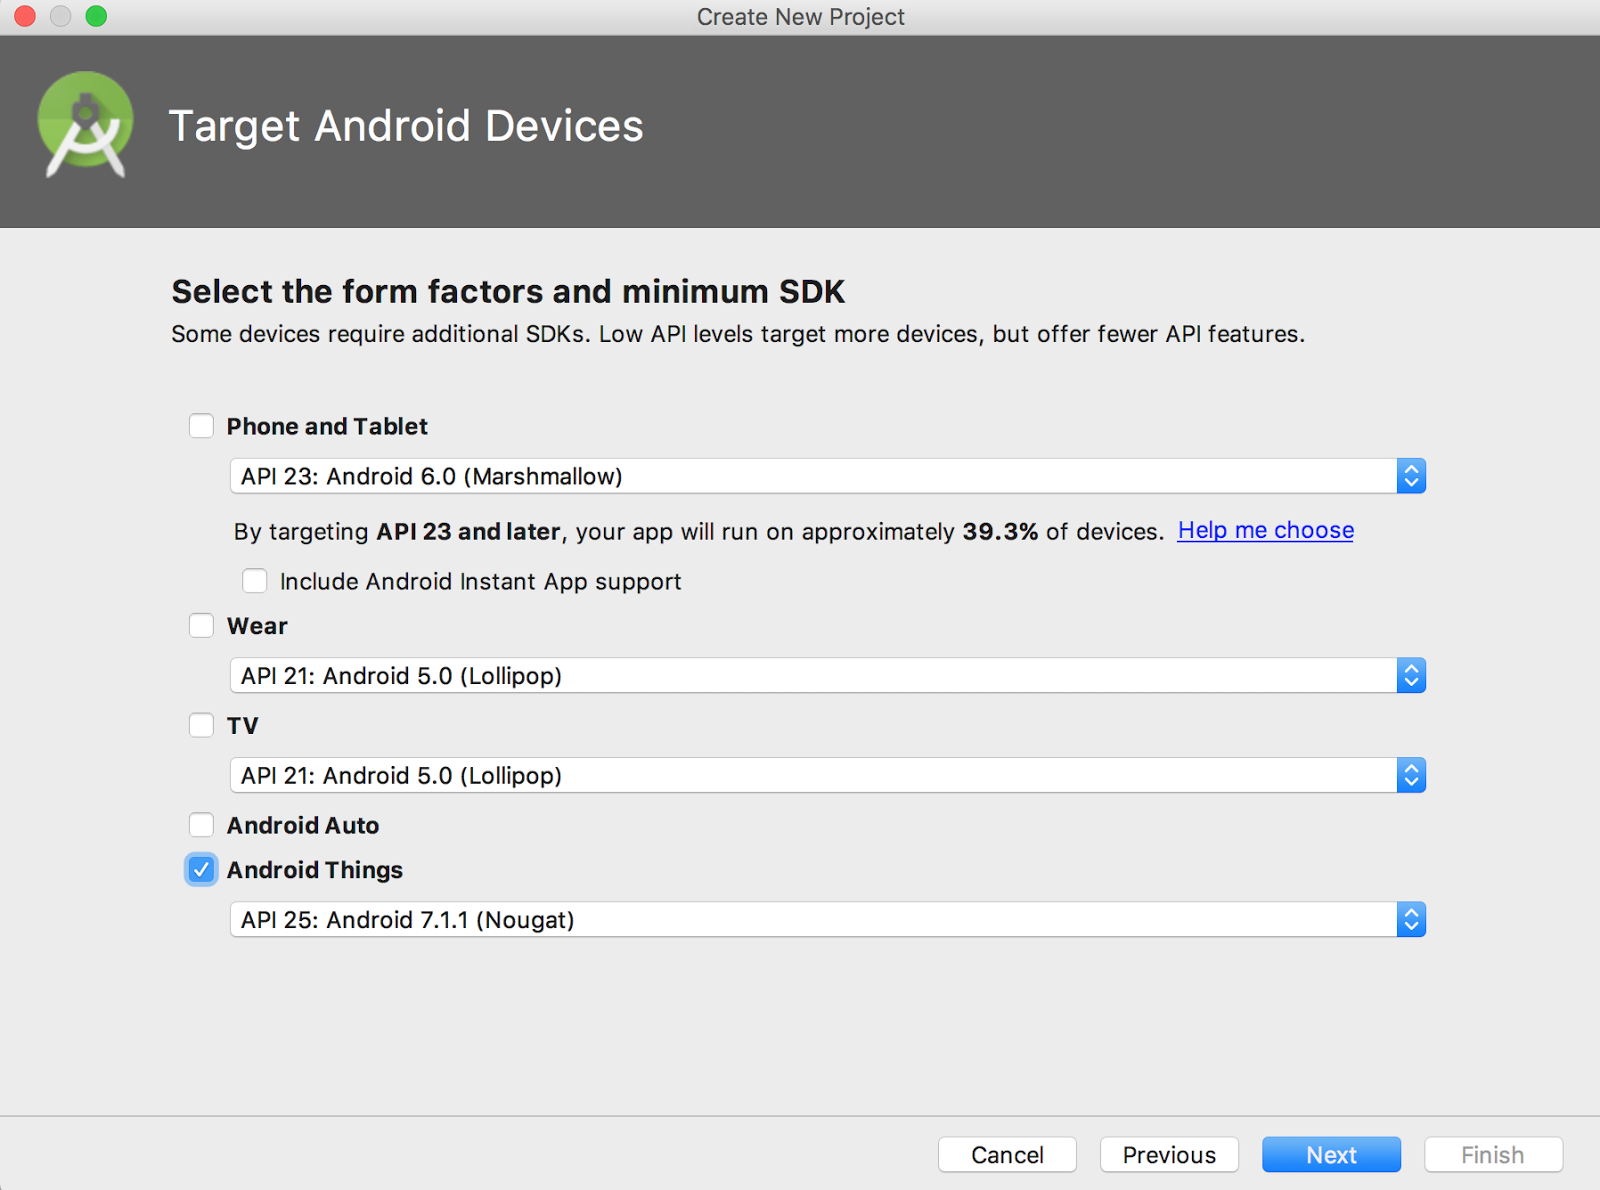 Create New Project
Target Android Devices
Select the form factors and minimum SDK
Some devices require additional SDKs. Low API levels target more devices, but offer fewer API features.
Phone and Tablet
API 23: Android 6.0 (Marshmallow)
By targeting API 23 and later, your app will run on approximately 39.3% of devices. Help me choose
Include Android Instant App support
Wear
API 21: Android 5.0 (Lollipop)
TV
API 21: Android 5.0 (Lollipop)
Android Auto
Android Things
API 25: Android 7.1.1 (Nougat)
Cancel Previous Next Finish